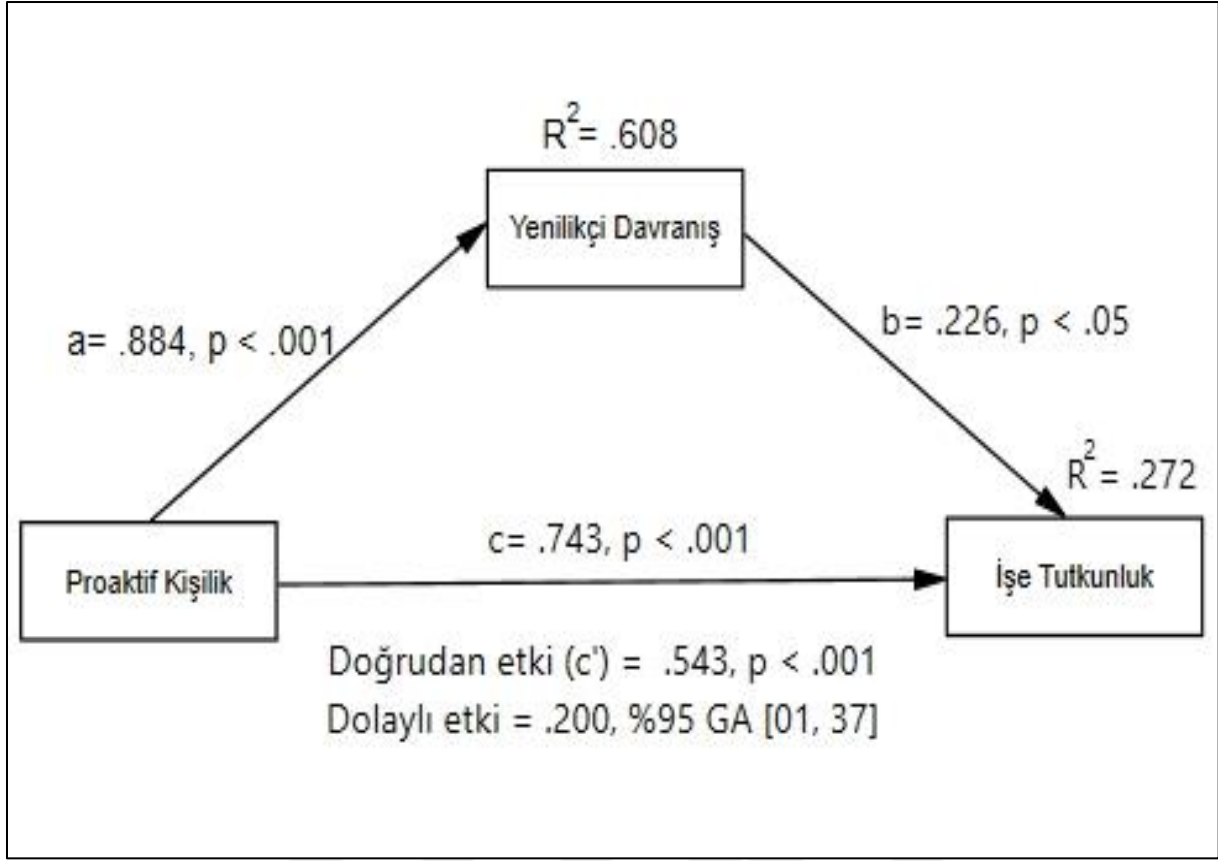 R²= .608
Yenilikçi Davranış
a= .884, p < .001
b= .226, p < .05
R²= .272
c= .743, p < .001
Proaktif Kişilik
İşe Tutkunluk
Doğrudan etki (c') = .543, p < .001
Dolaylı etki = .200, %95 GA [01, 37]